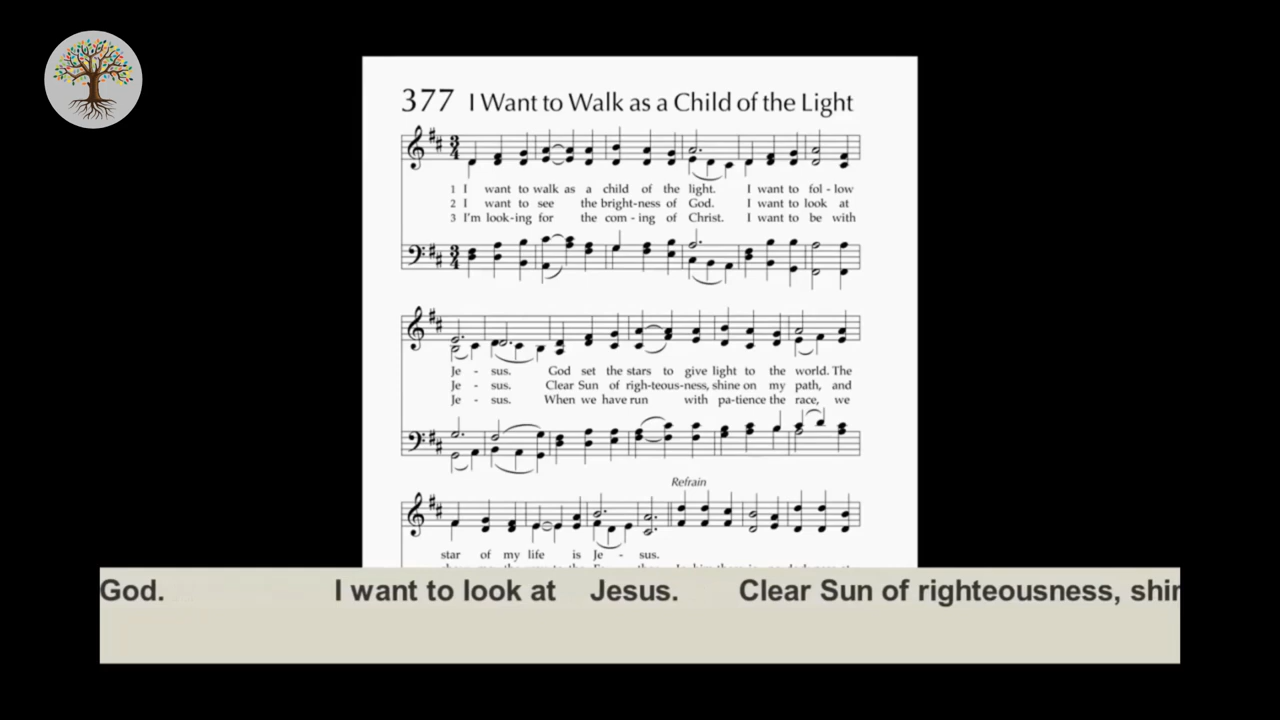 377 I Want to Walk as a Child of the Light
3
4
1 I want to walk as a child of the light. I want to fol - low
2 I want to see the bright-ness of God. I want to look at
3 I'm look-ing for the com - ing of Christ. I want to be with
3
4
Je - sus. God set the stars to give light to the world. The
Je - sus. Clear Sun of righ-teous-ness, shine on my path, and
Je - sus. When we have run with pa-tience the race, we
Refrain
star of my life is Je - sus.
God. I want to look at Jesus. Clear Sun of righteousness, shin